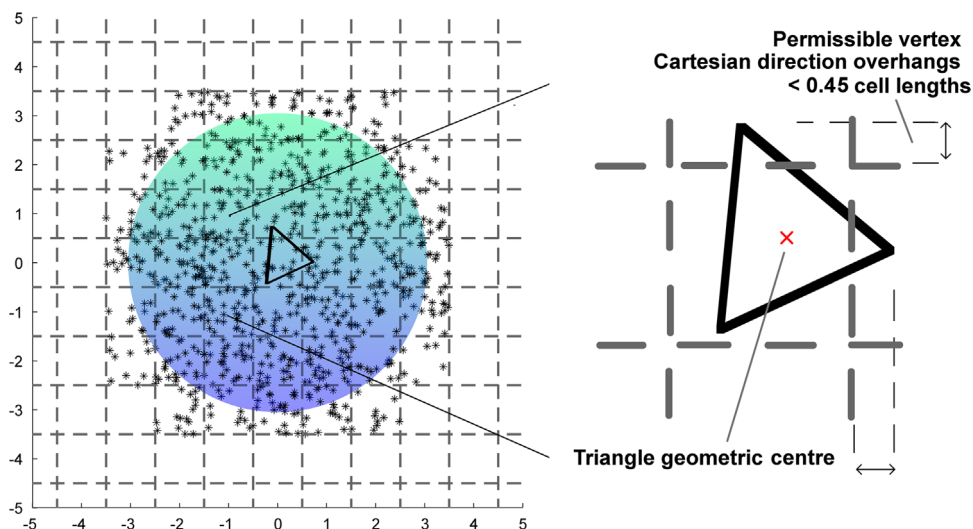 5
4
3
2
1
0
-1
-2
-3
-4
-5
-5 -4 -3 -2 -1 0 1 2 3 4 5
Permissible vertex
Cartesian direction overhangs
< 0.45 cell lengths
Triangle geometric centre